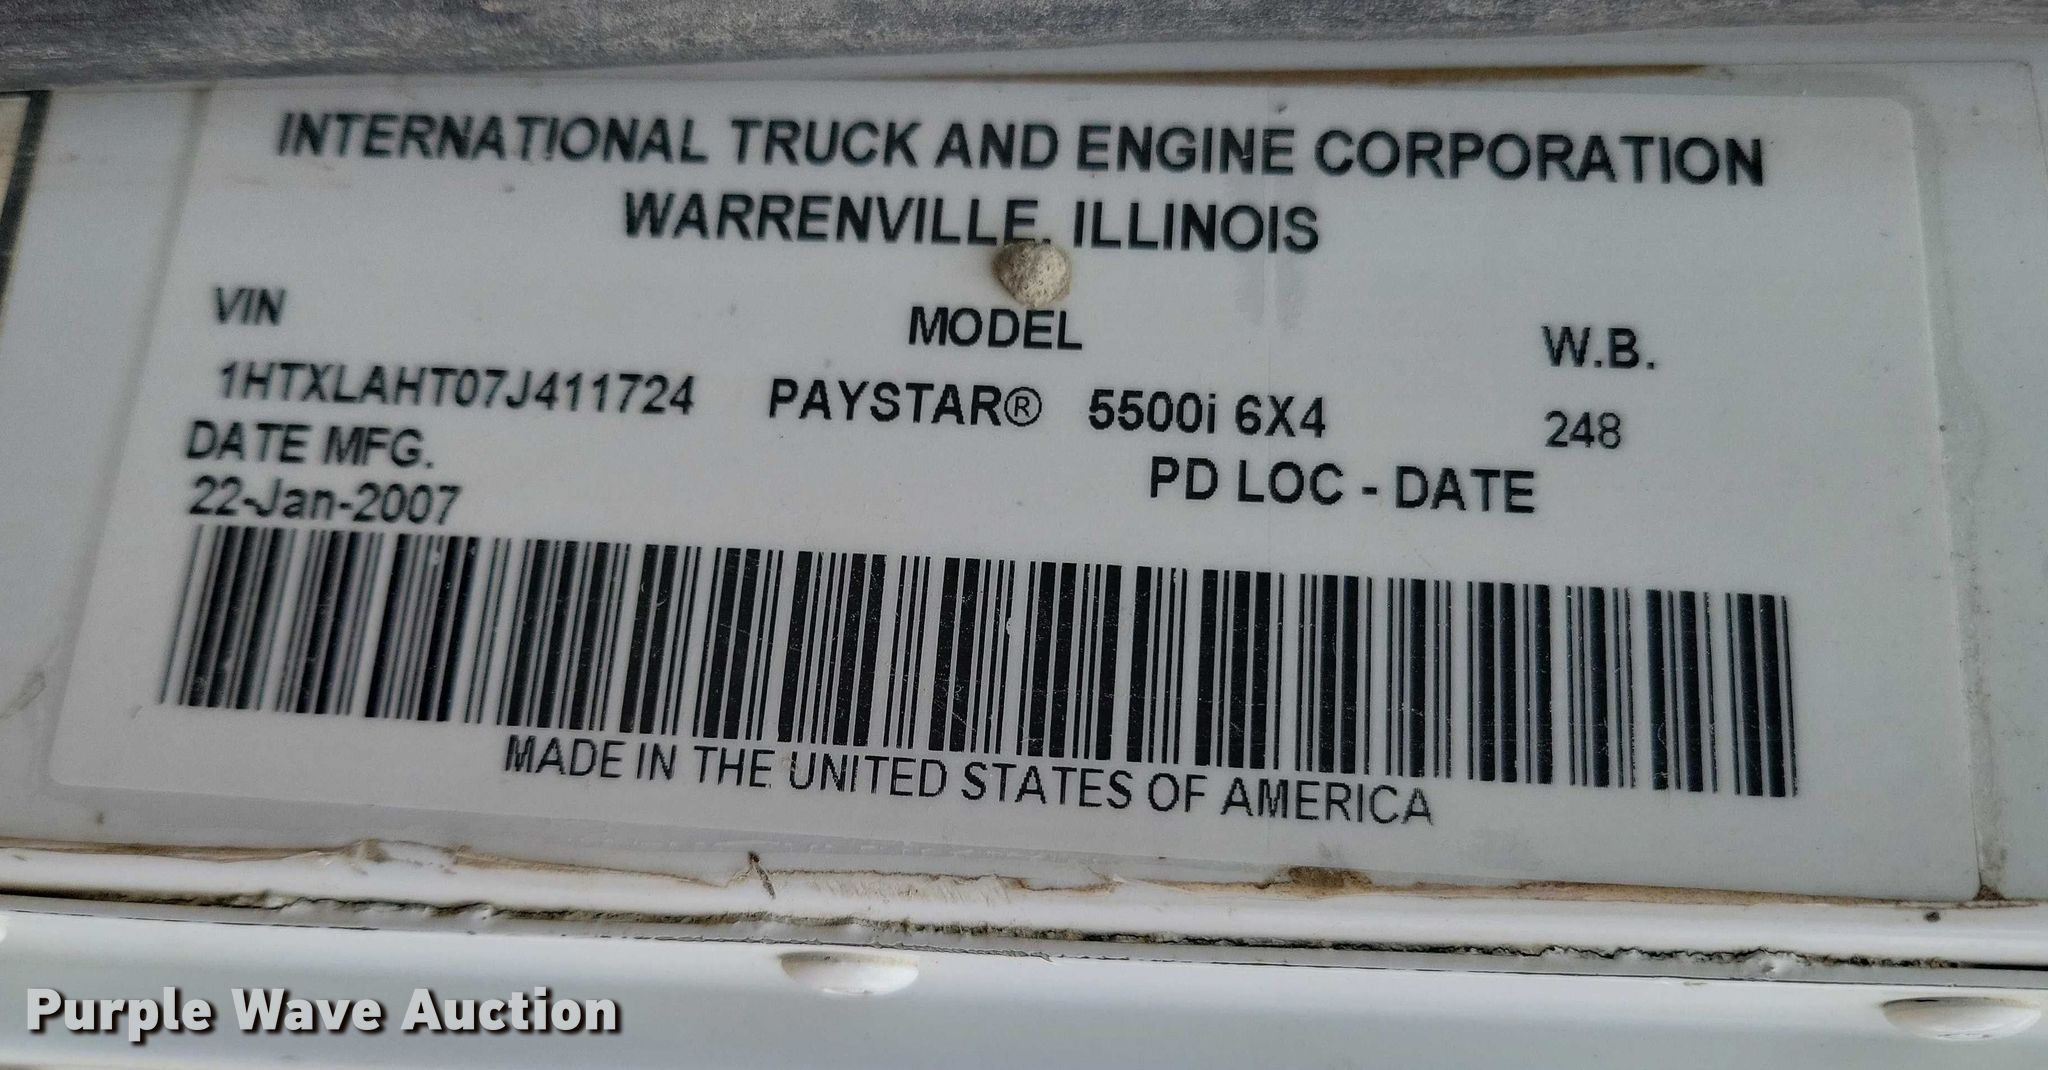 INTERNATIONAL TRUCK AND ENGINE CORPORATION
WARRENVILLE, ILLINOIS
VIN MODEL W.B.
1HTXLAHT07J411724 PAYSTAR® 5500i 6X4 248
DATE MFG. PD LOC - DATE
22-Jan-2007
MADE IN THE UNITED STATES OF AMERICA
Purple Wave Auction